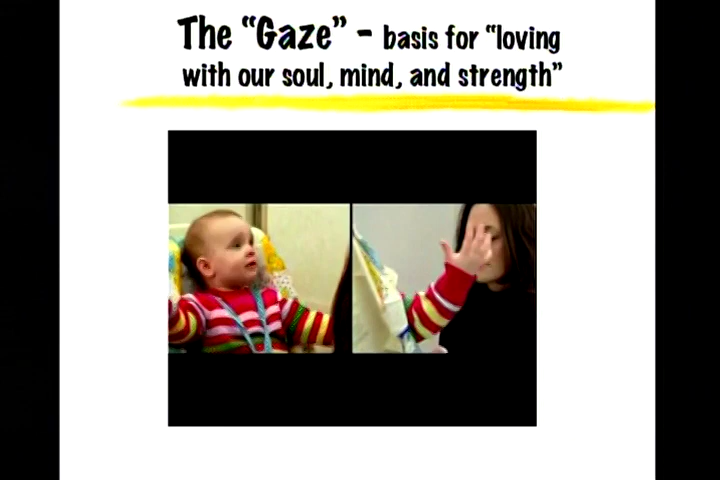 The “Gaze” - basis for “loving
with our soul, mind, and strength”